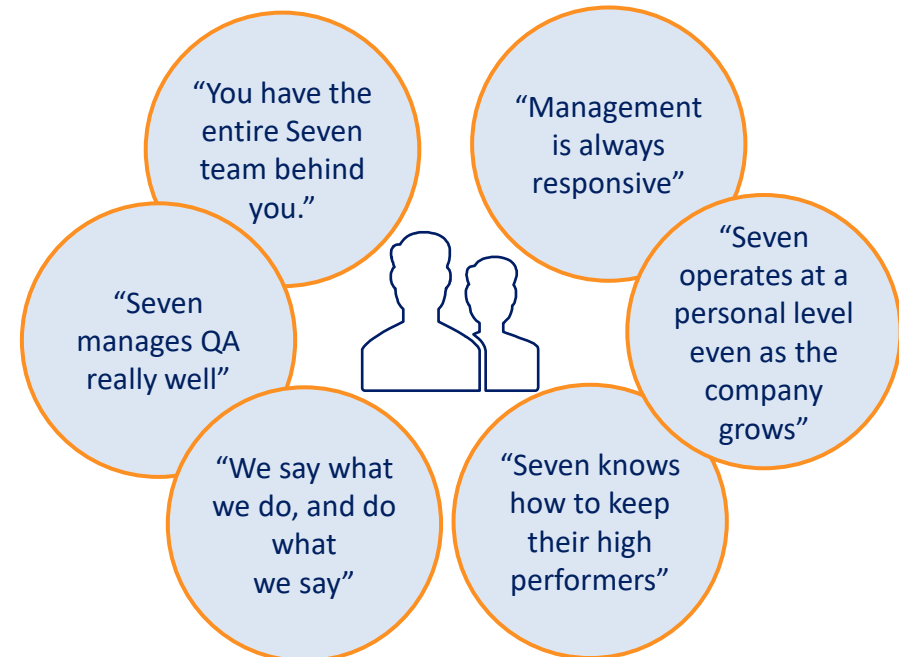 “You have the
entire Seven
team behind
you.”
“Management
is always
responsive”
“Seven
manages QA
really well”
“Seven
operates at a
personal level
even as the
company
grows”
“We say what
we do, and do
what
we say”
“Seven knows
how to keep
their high
performers”